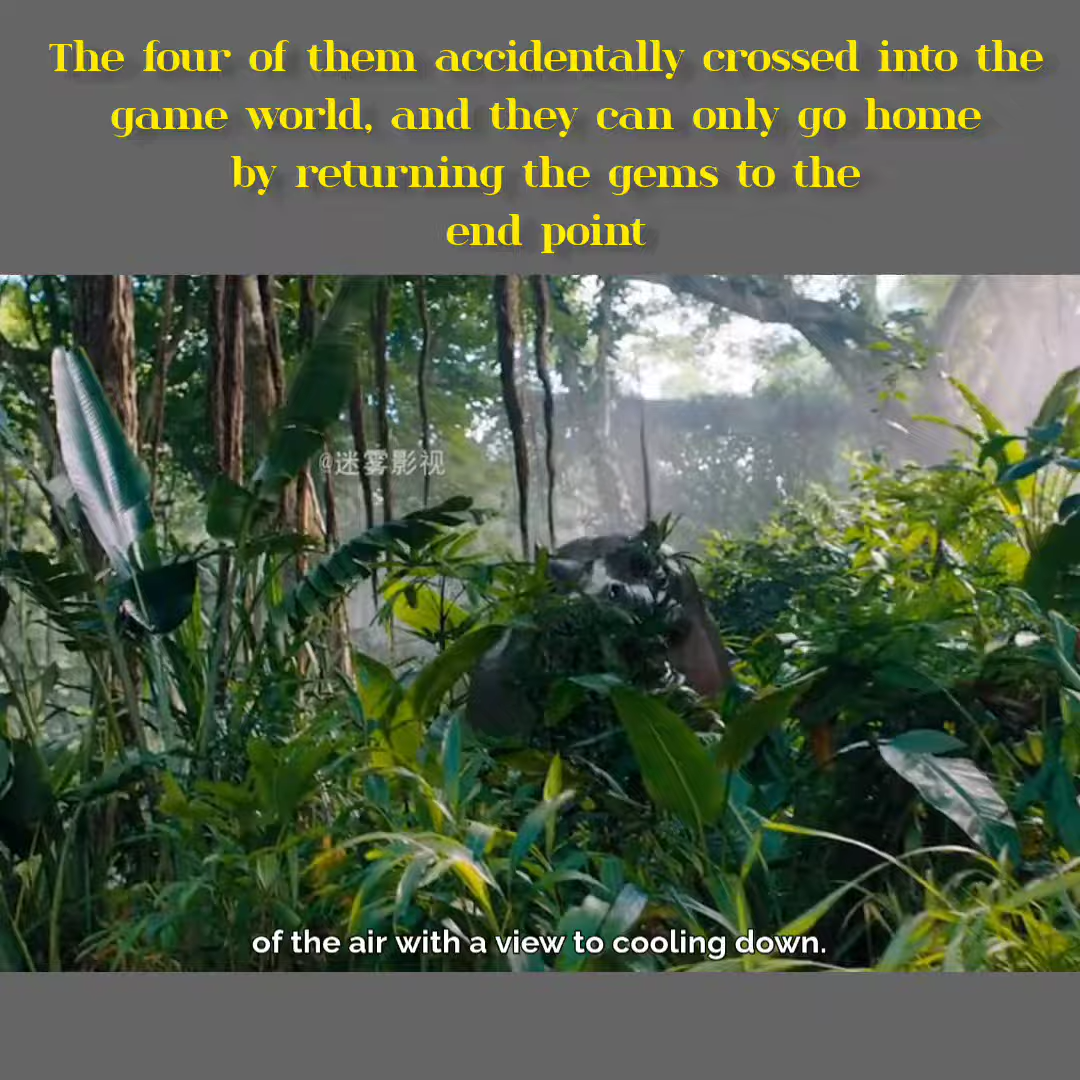 The four of them accidentally crossed into the
game world, and they can only go home
by returning the gems to the
end point
@迷雾影视
of the air with a view to cooling down.